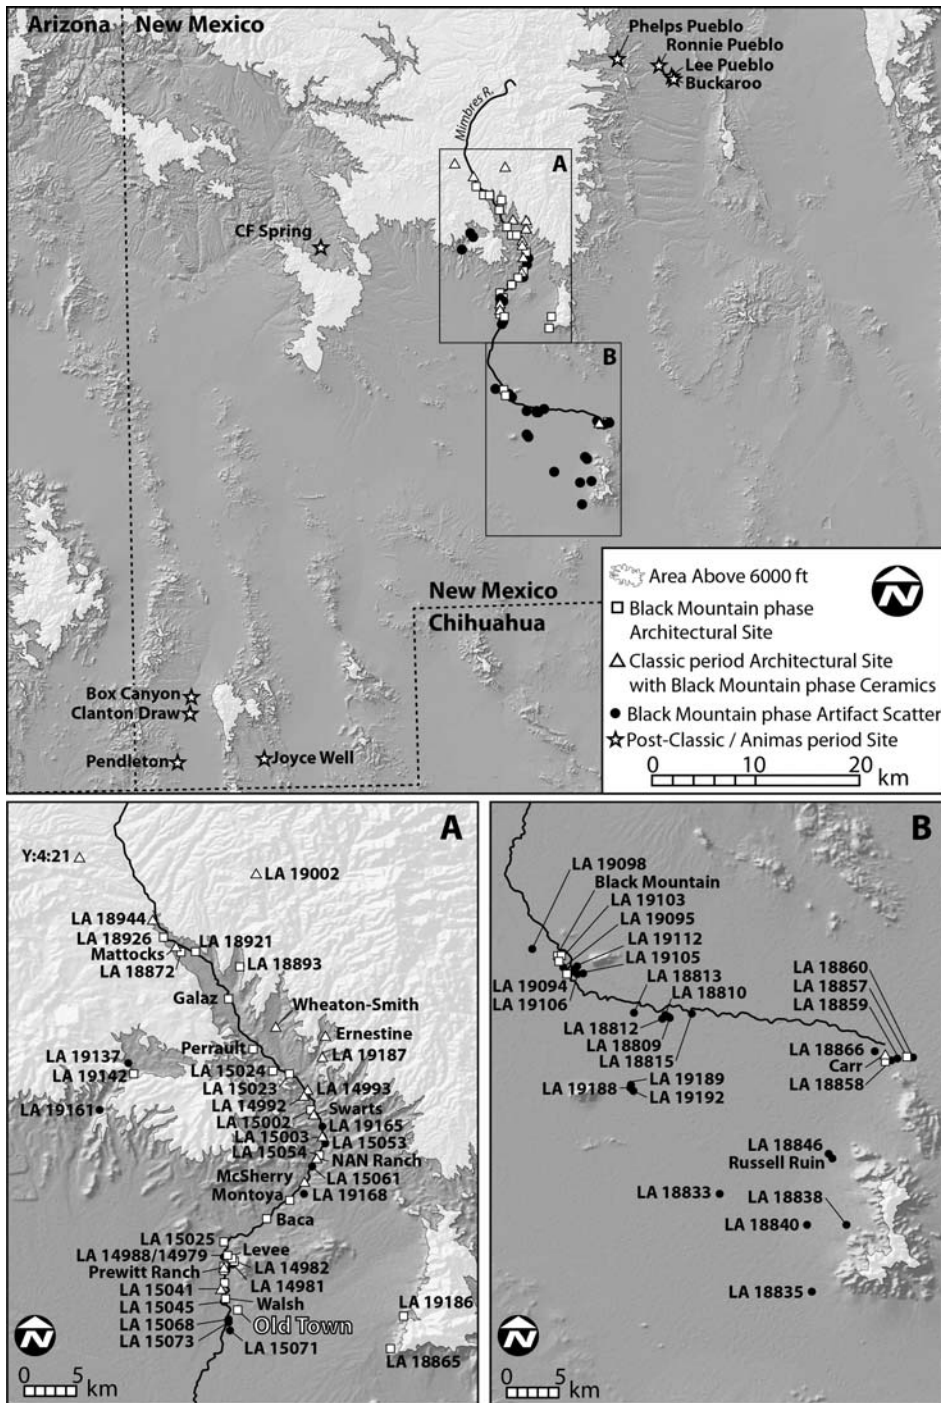 Arizona
New Mexico
Phelps Pueblo
Ronnie Pueblo
Lee Pueblo
Buckaroo
Mimbres R.
A
CF Spring
B
New Mexico
Chihuahua
Box Canyon
Clanton Draw
Pendleton
Joyce Well
Area Above 6000 ft
N
Black Mountain phase
Architectural Site
Classic period Architectural Site
with Black Mountain phase Ceramics
Black Mountain phase Artifact Scatter
Post-Classic / Animas period Site
0 10 20
km
A
Y:4:21
LA 19002
LA 18944
LA 18926
LA 18921
Mattocks
LA 18872
LA 18893
Galaz
Wheaton-Smith
Ernestine
Perrault
LA 19187
LA 19137
LA 19142
LA 15024
LA 15023
LA 14993
LA 14992
LA 19161
Swarts
LA 15002
LA 19165
LA 15003
LA 15053
LA 15054
NAN Ranch
McSherry
LA 15061
Montoya
LA 19168
Baca
LA 15025
Levee
LA 14988/14979
LA 14982
Prewitt Ranch
LA 14981
LA 15041
LA 15045
Walsh
LA 19186
Old Town
LA 15068
LA 15073
LA 15071
LA 18865
N
0 5
km
B
LA 19098
Black Mountain
LA 19103
LA 19095
LA 19112
LA 19105
LA 18813
LA 18810
LA 18860
LA 18857
LA 18859
LA 19094
LA 19106
LA 18812
LA 18809
LA 18815
LA 18866
Carr
LA 18858
LA 19189
LA 19188
LA 19192
LA 18846
Russell Ruin
LA 18833
LA 18838
LA 18840
LA 18835
N
0 5
km